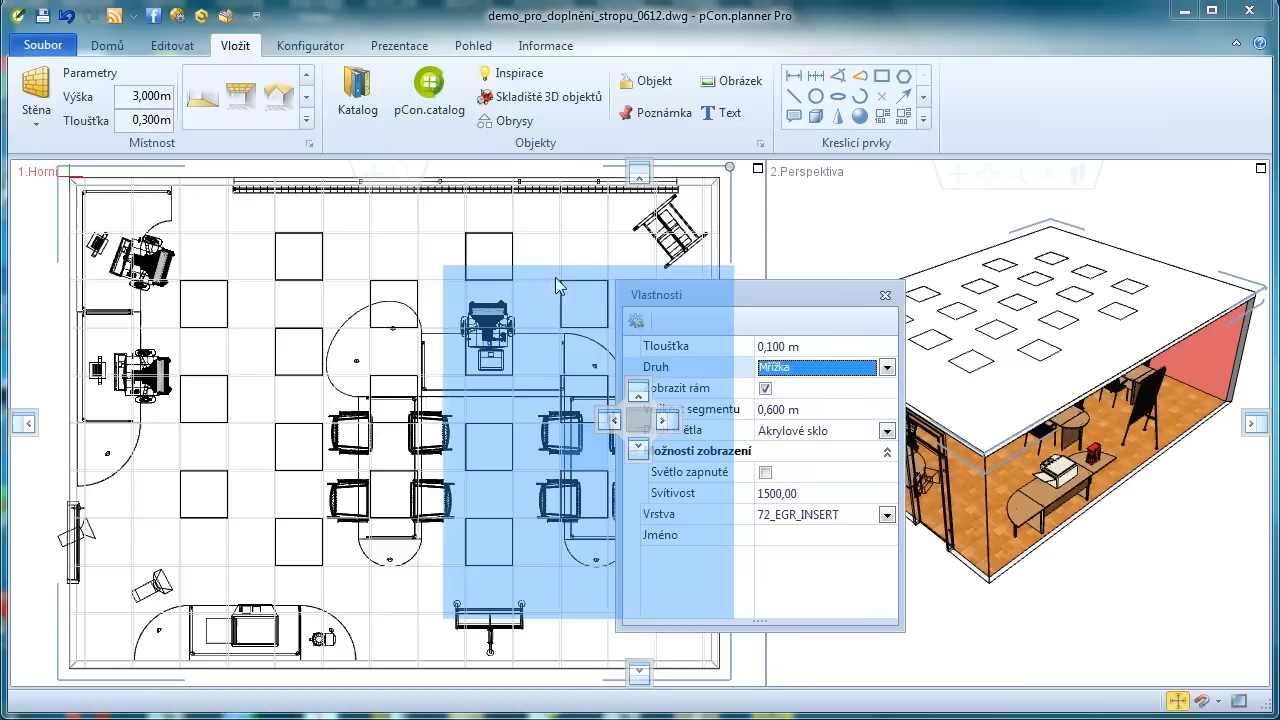 demo_pro_doplnění_stropu_0612.dwg - pCon.planner Pro
Soubor Domů Editovat Vložit Konfigurátor Prezentace Pohled Informace
Stěna
Parametry
Výška 3,000m
Tloušťka 0,300m
Místnost
Katalog
pCon.catalog
Inspirace
Skladiště 3D objektů
Obrysy
Objekt
Obrázek
Poznámka
Text
Objekty
Kreslicí prvky
1.Horní
2.Perspektiva
Vlastnosti
Tloušťka 0,100 m
Druh Mřížka
Zobrazit rám
segmentu 0,600 m
Akrylové sklo
Možnosti zobrazení
Světlo zapnuté
Svítivost 1500,00
Vrstva 72_EGR_INSERT
Jméno